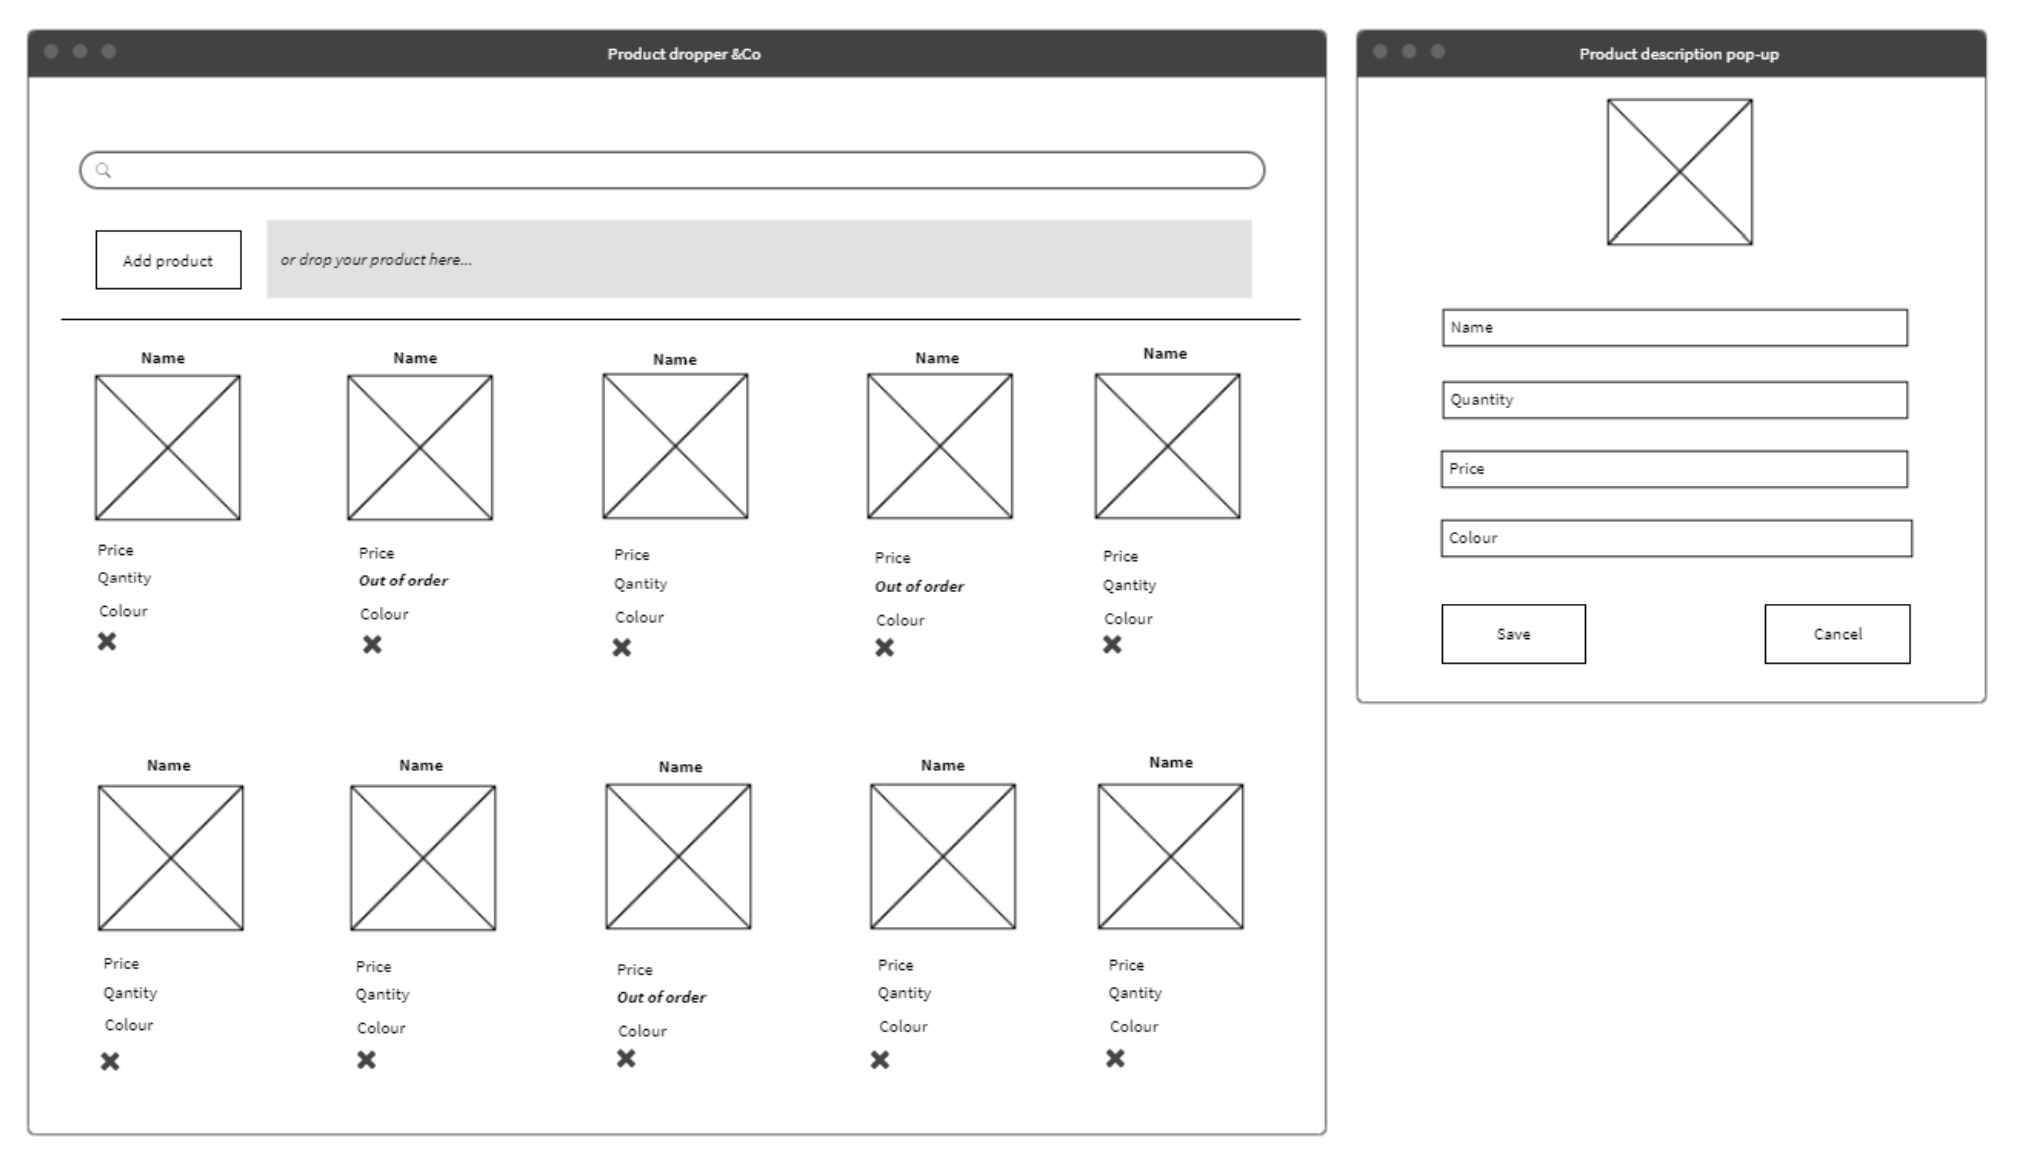 Product dropper &Co
Add product
or drop your product here...
Name
Name
Name
Name
Name
Price
Price
Price
Price
Price
Qantity
Out of order
Qantity
Out of order
Qantity
Colour
Colour
Colour
Colour
Colour
Name
Name
Name
Name
Name
Price
Price
Price
Price
Price
Qantity
Qantity
Out of order
Qantity
Qantity
Colour
Colour
Colour
Colour
Colour
Product description pop-up
Name
Quantity
Price
Colour
Save
Cancel